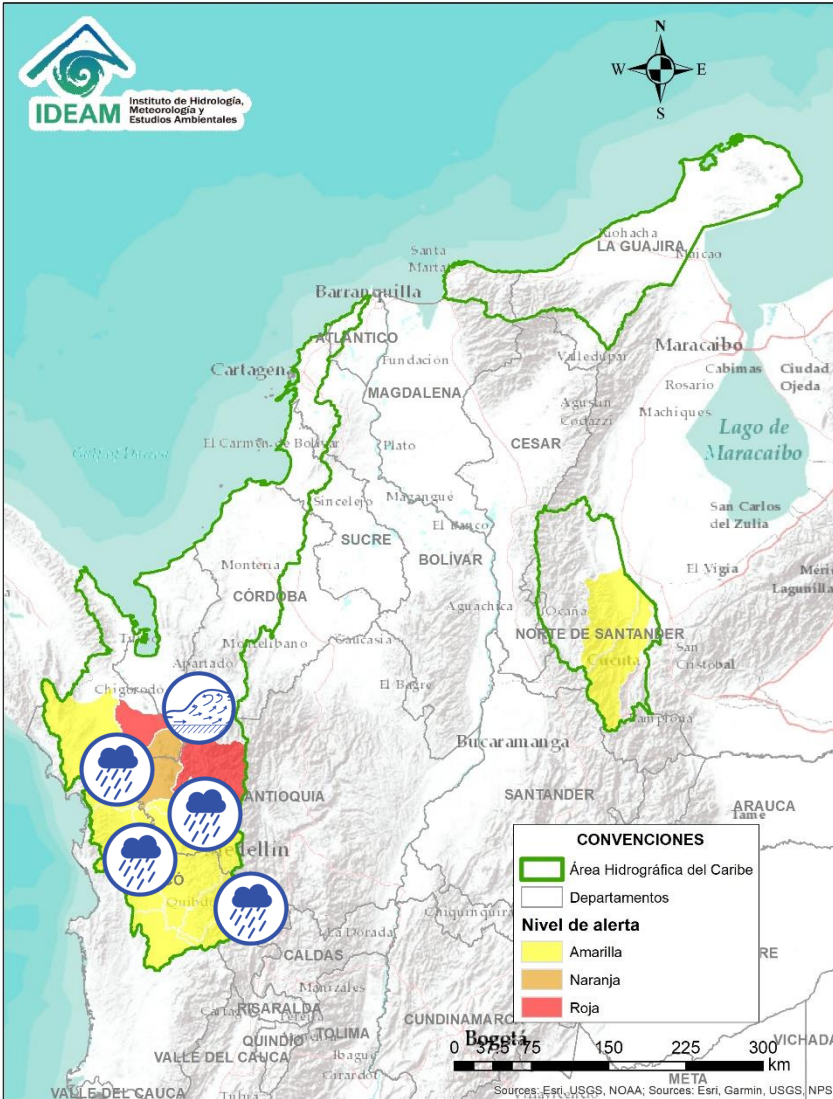 IDEAM
Instituto de Hidrología,
Meteorología y
Estudios Ambientales
N
W
E
S
Riohacha
LA GUAJIRA
Maicao
Santa
Marta
Barranquilla
ATLÁNTICO
Fundación
Valledupar
Maracaibo
Cabimas
Ciudad
Ojeda
Rosario
Cartagena
MAGDALENA
Agustín
Codazzi
Machiques
Lago de
Maracaibo
El Carmen de Bolívar
Plato
CESAR
Sincelejo
Magangué
San Carlos
del Zulia
SUCRE
El Banco
BOLÍVAR
Montería
El Vigía
CÓRDOBA
Aguachica
Ocaña
NORTE DE SANTANDER
Montelíbano
Caucasia
Cúcuta
San
Cristóbal
Apartadó
El Bagre
Chigorodó
Pamplona
Bucaramanga
ANTIOQUIA
SANTANDER
ARAUCA
Tame
CONVENCIONES
Área Hidrográfica del Caribe
Departamentos
Nivel de alerta
Amarilla
Naranja
Roja
La Dorada
CALDAS
Manizales
RISARALDA
CUNDINAMARC
Bogotá
VICHADA
QUINDÍO
TOLIMA
VALLE DEL CAUCA
Ibagué
Girardot
0 37,5 75 150 225 300
km
META
VALLE DEL CAUCA
Sources: Esri, USGS, NOAA; Sources: Esri, Garmin, USGS, NPS